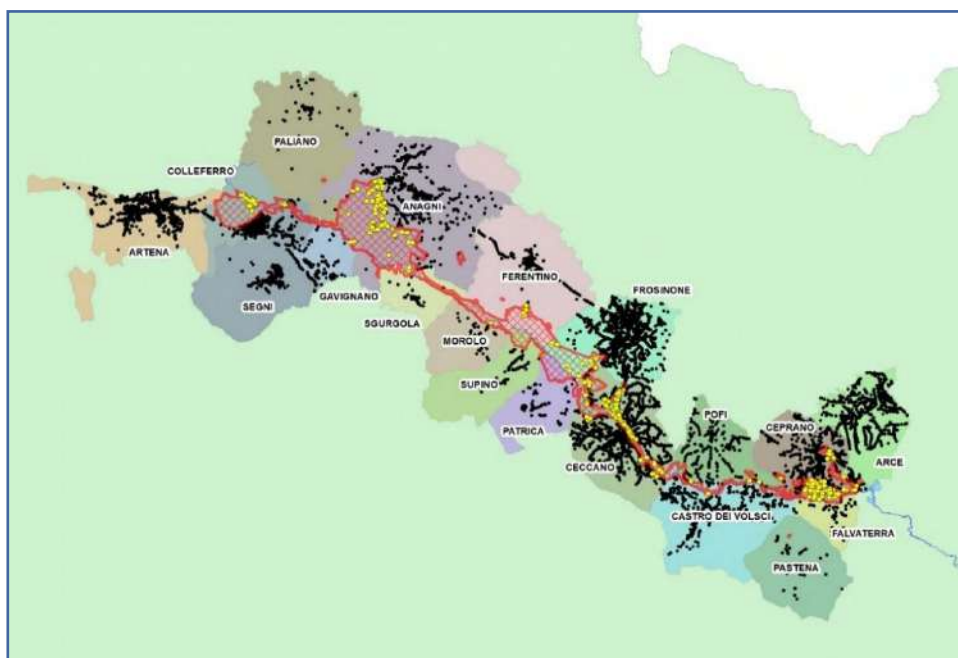 PALIANO
COLLEFERRO
ANAGNI
ARTENA
FERENTINO
FROSINONE
SEGNI
GAVIGNANO
SGURGOLA
MOROLO
SUPINO
POFI
CEPRANO
PATRICA
ARCE
CECCANO
CASTRO DEI VOLSCI
FALVATERRA
PASTENA